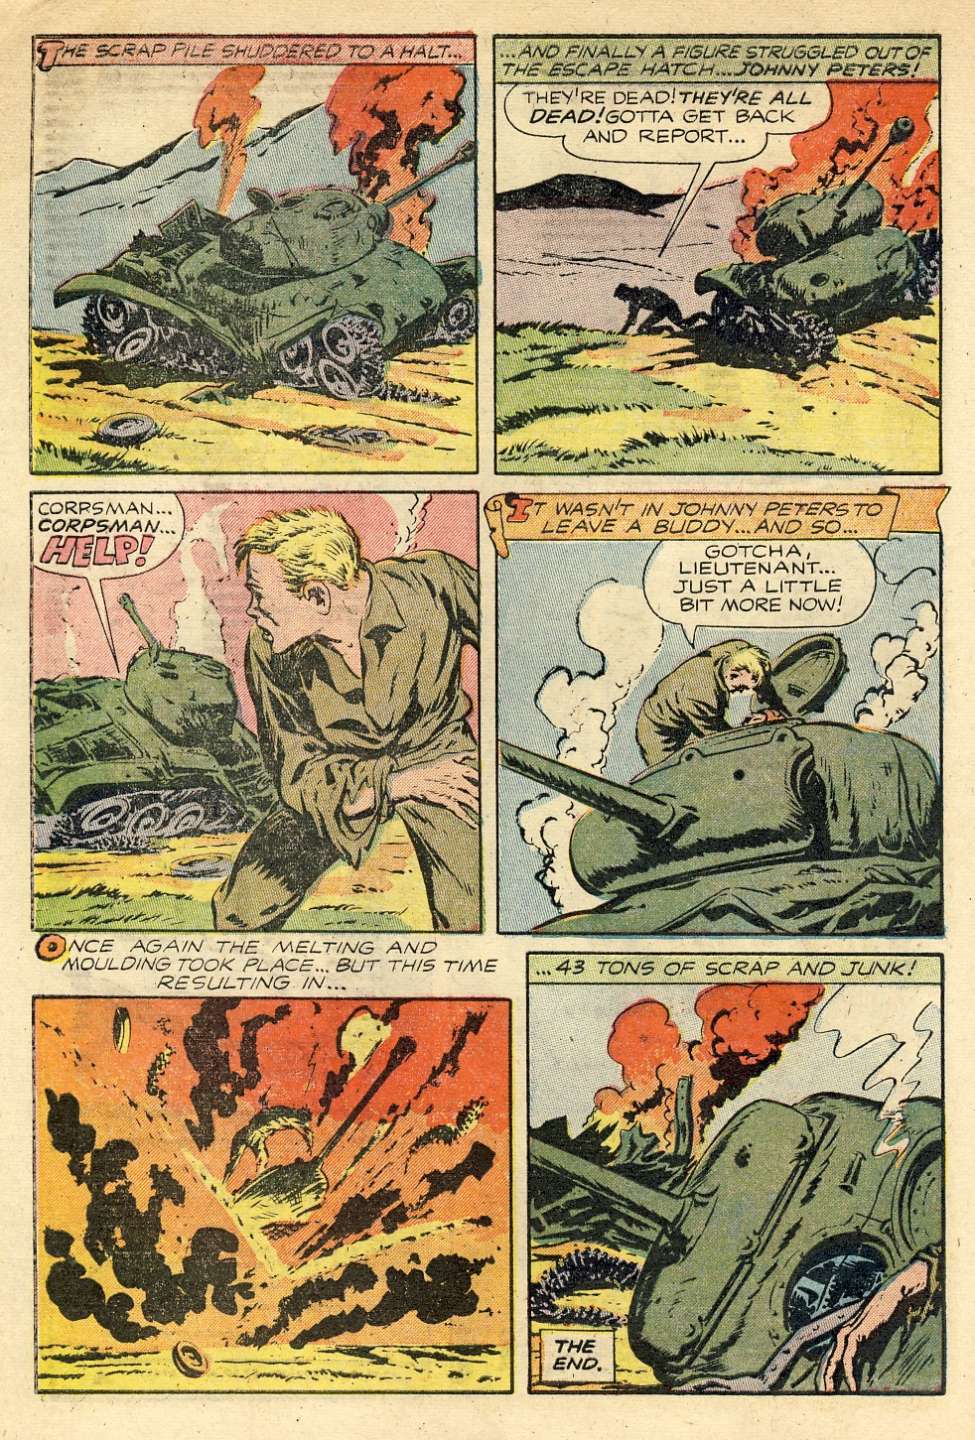 THE SCRAP PILE SHUDDERED TO A HALT...
...AND FINALLY A FIGURE STRUGGLED OUT OF
THE ESCAPE HATCH...JOHNNY PETERS!
THEY'RE DEAD! THEY'RE ALL
DEAD! GOTTA GET BACK
AND REPORT...
CORPSMAN...
CORPSMAN...
HELP!
IT WASN'T IN JOHNNY PETERS TO
LEAVE A BUDDY...AND SO...
GOTCHA,
LIEUTENANT...
JUST A LITTLE
BIT MORE NOW!
ONCE AGAIN THE MELTING AND
MOULDING TOOK PLACE... BUT THIS TIME
RESULTING IN...
...43 TONS OF SCRAP AND JUNK!
THE
END.